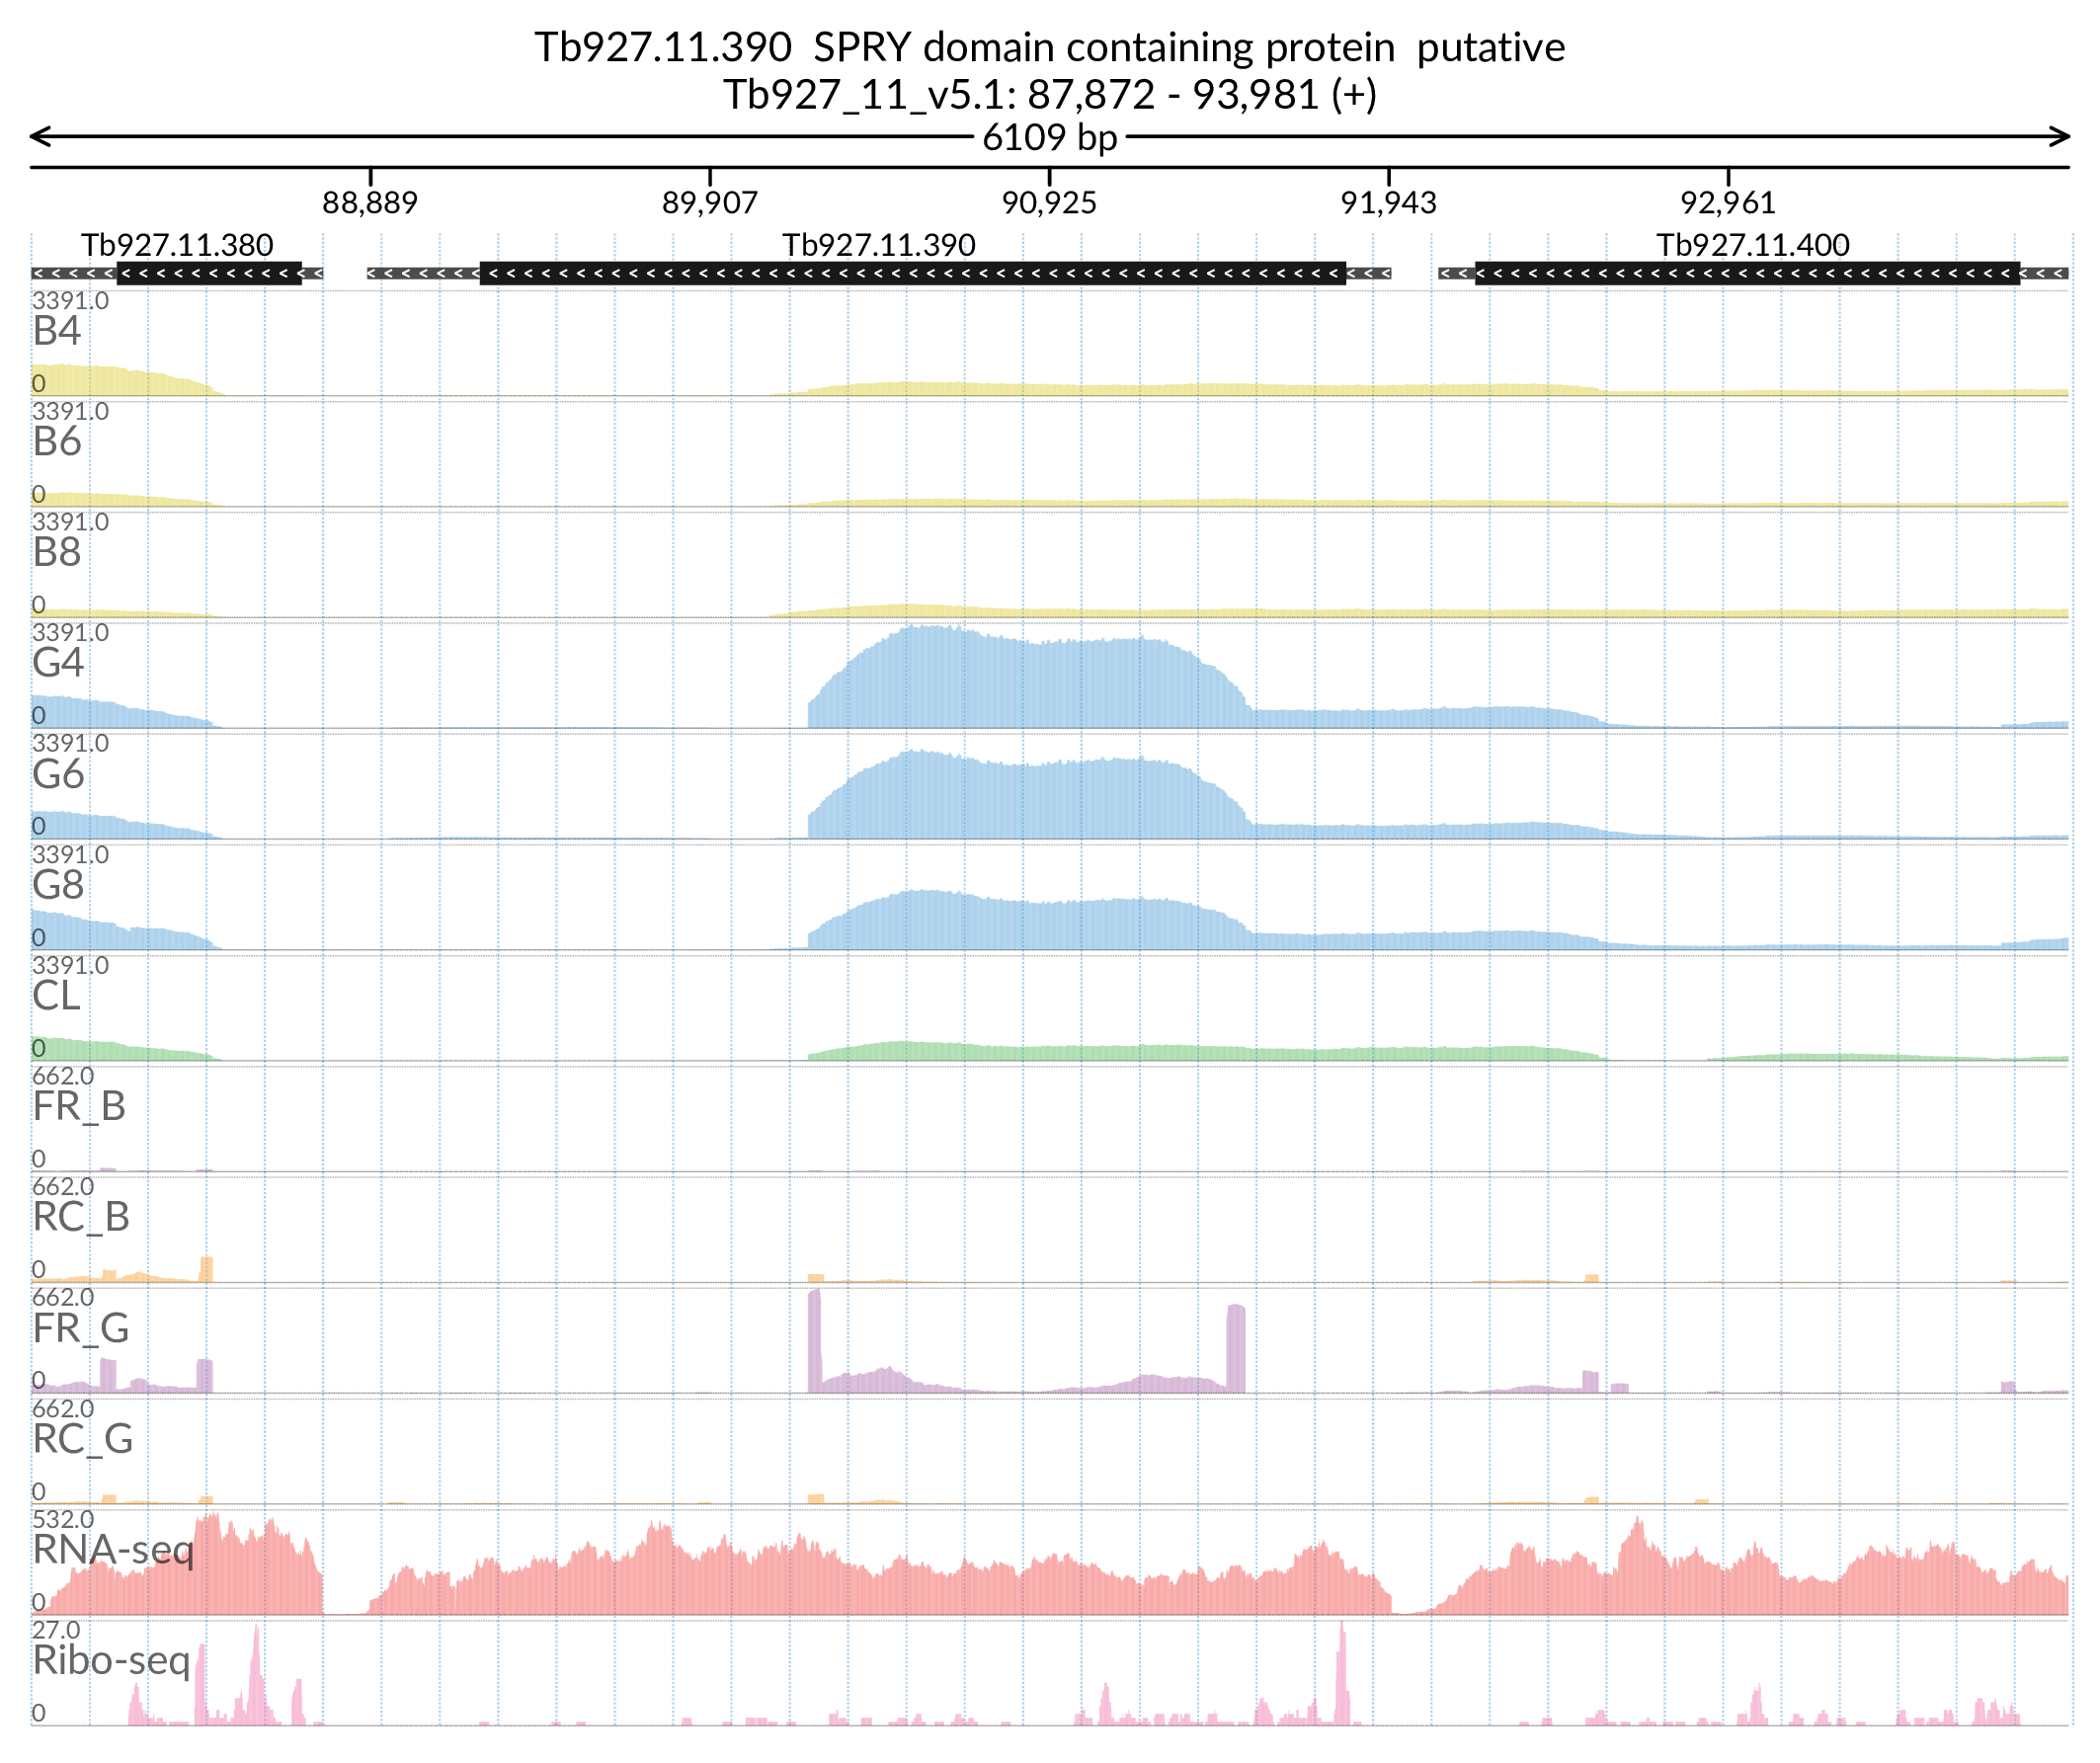 Tb927.11.390  SPRY domain containing protein  putative
Tb927_11_v5.1: 87,872 - 93,981 (+)
6109 bp
88,889 89,907 90,925 91,943 92,961
Tb927.11.380 Tb927.11.390 Tb927.11.400
3391.0
B4
0
3391.0
B6
0
3391.0
B8
0
3391.0
G4
0
3391.0
G6
0
3391.0
G8
0
3391.0
CL
0
662.0
FR_B
0
662.0
RC_B
0
662.0
FR_G
0
662.0
RC_G
0
532.0
RNA-seq
0
27.0
Ribo-seq
0